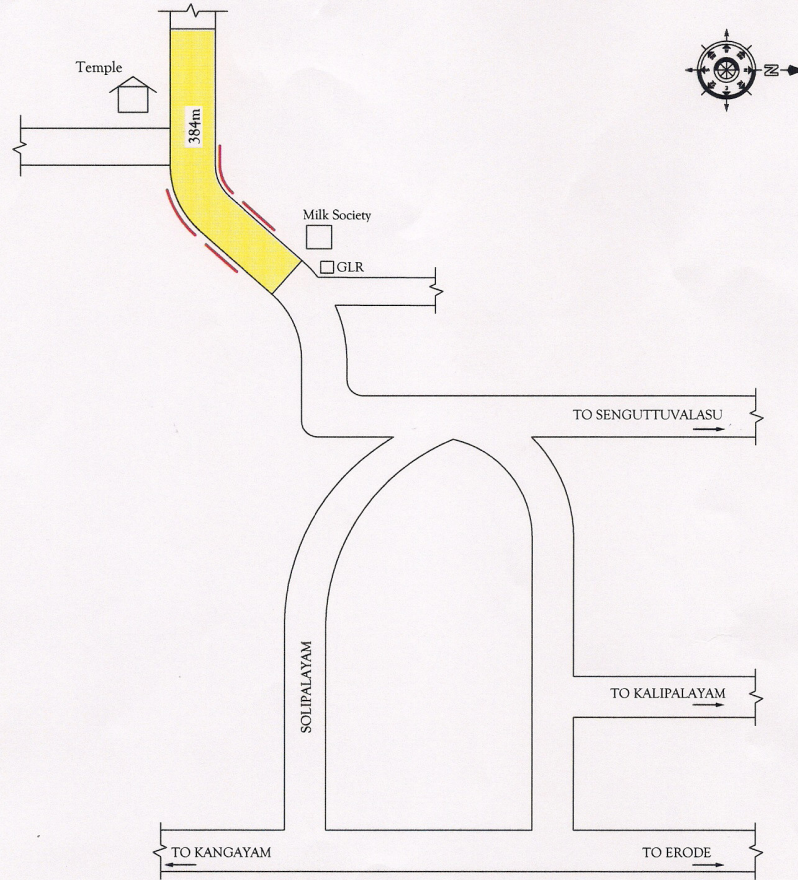 Temple
N
384m
Milk Society
GLR
TO SENGUTTUVALASU
SOLIPALAYAM
TO KALIPALAYAM
TO KANGAYAM
TO ERODE